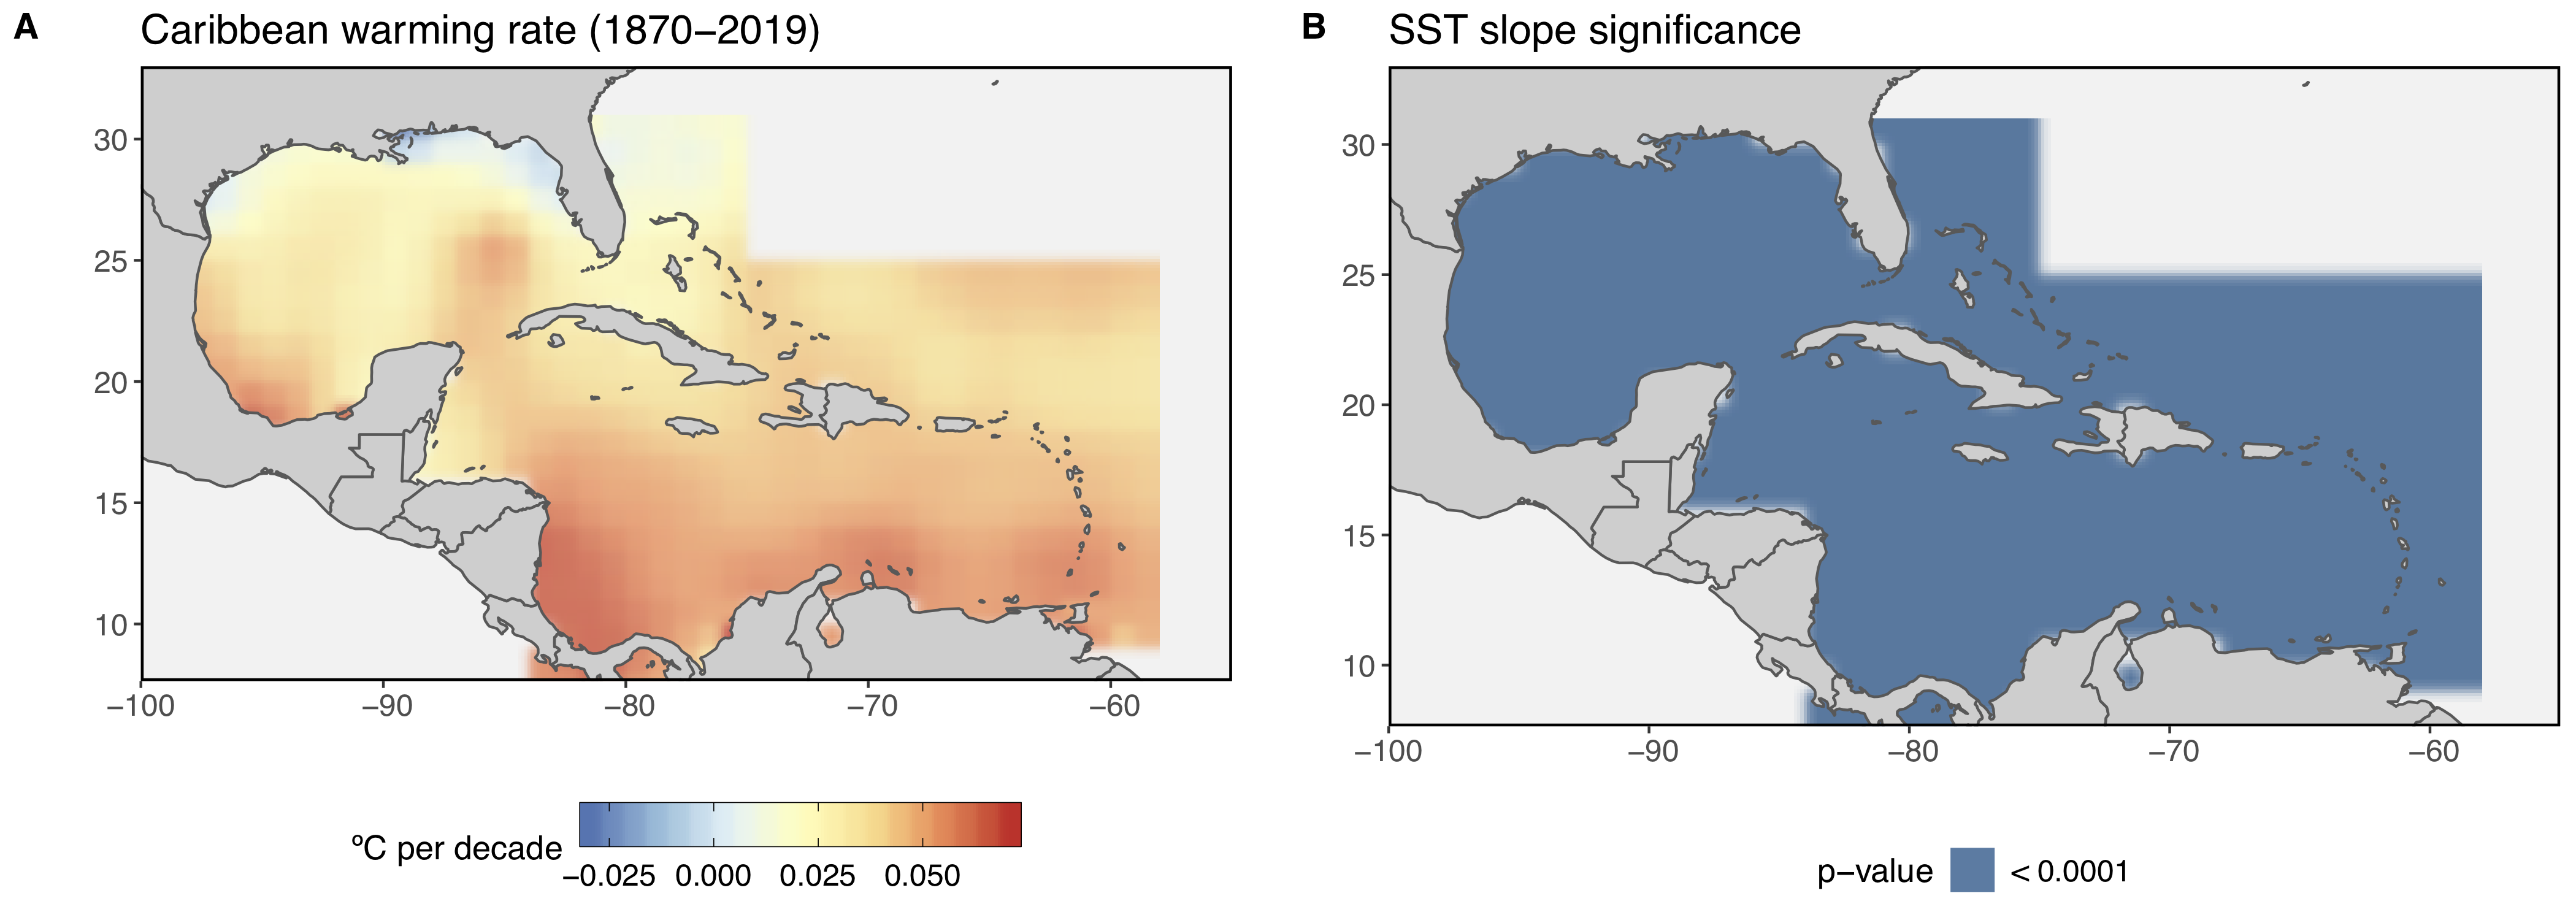 A Caribbean warming rate (1870–2019)
30
25
20
15
10
−100 −90 −80 −70 −60
ºC per decade
−0.025 0.000 0.025 0.050
B SST slope significance
30
25
20
15
10
−100 −90 −80 −70 −60
p−value < 0.0001